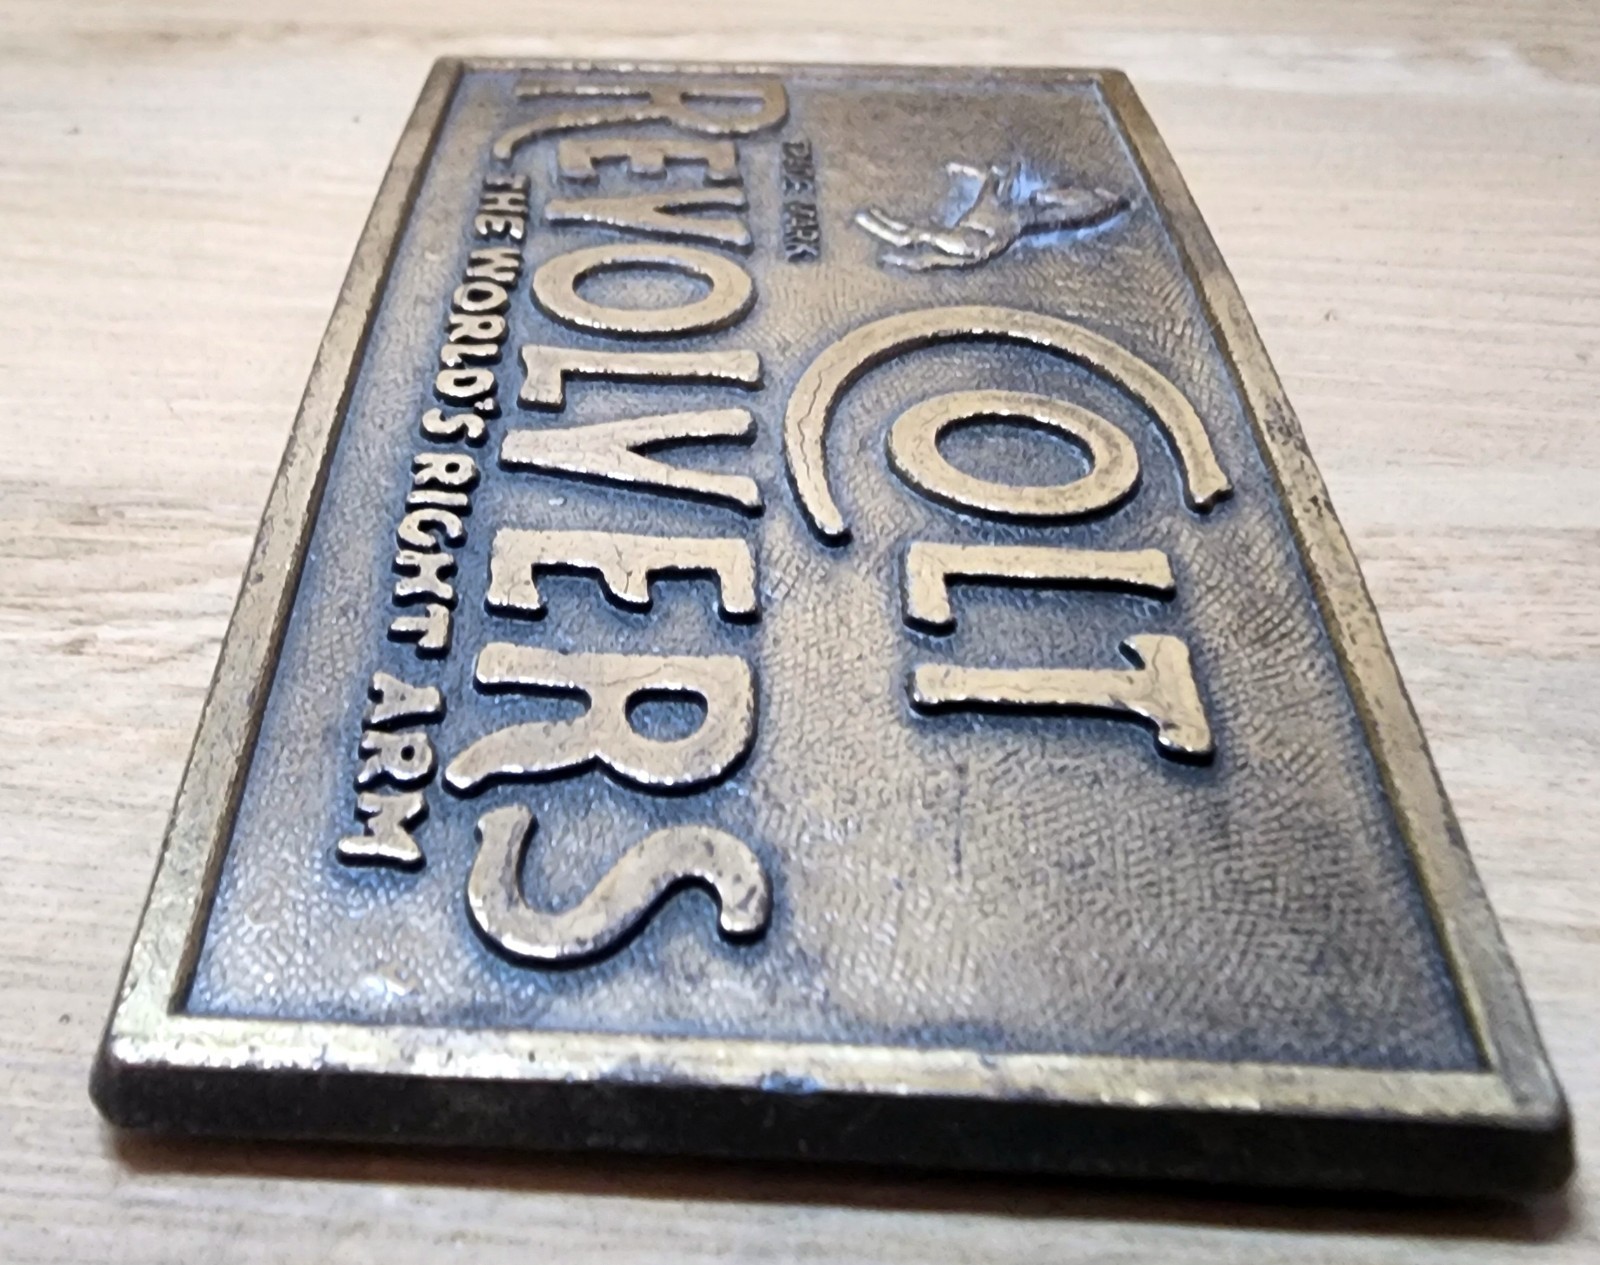 COLT
TRADE MARK
REVOLVERS
THE WORLD'S RIGHT ARM